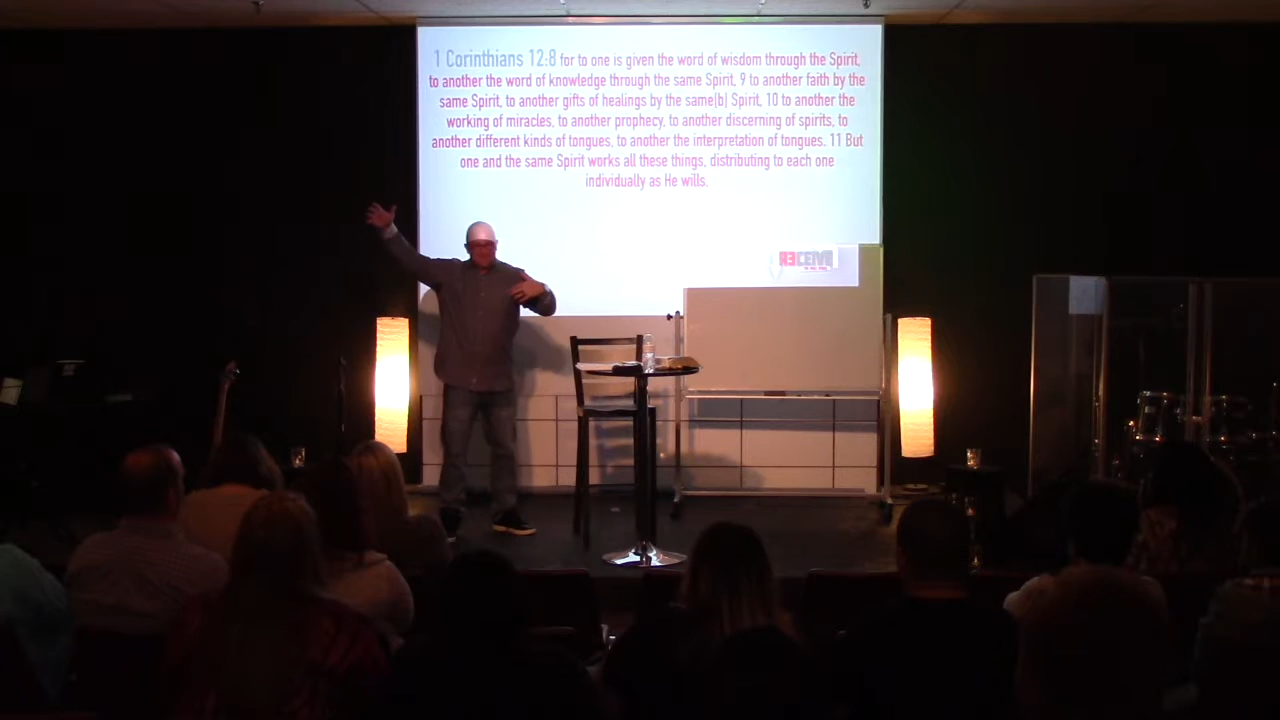 1 Corinthians 12:8 for to one is given the word of wisdom through the Spirit,
to another the word of knowledge through the same Spirit, 9 to another faith by the
same Spirit, to another gifts of healings by the same[b] Spirit, 10 to another the
working of miracles, to another prophecy, to another discerning of spirits, to
another different kinds of tongues, to another the interpretation of tongues. 11 But
one and the same Spirit works all these things, distributing to each one
individually as He wills.